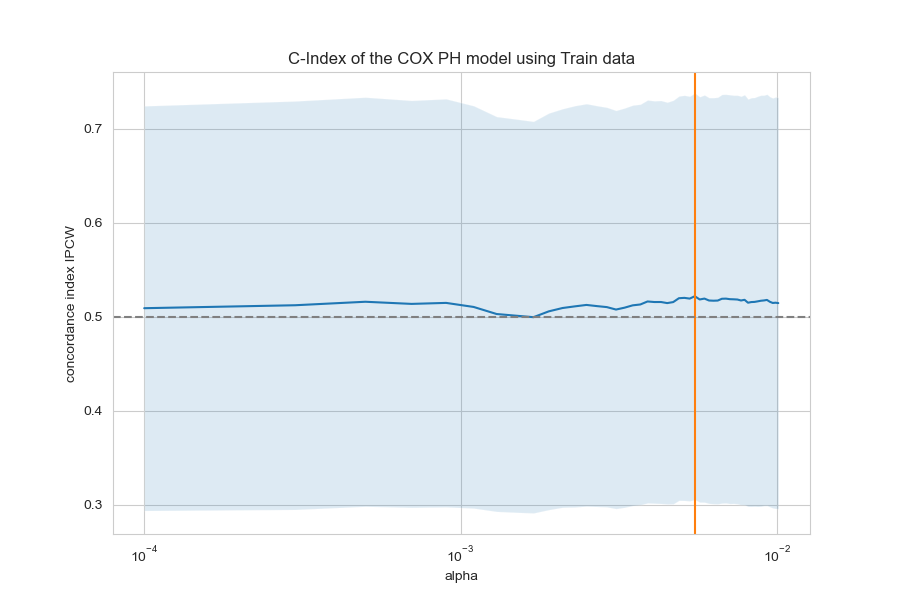 C-Index of the COX PH model using Train data
concordance index IPCW
0.7
0.6
0.5
0.4
0.3
10⁻⁴
10⁻³
10⁻²
alpha